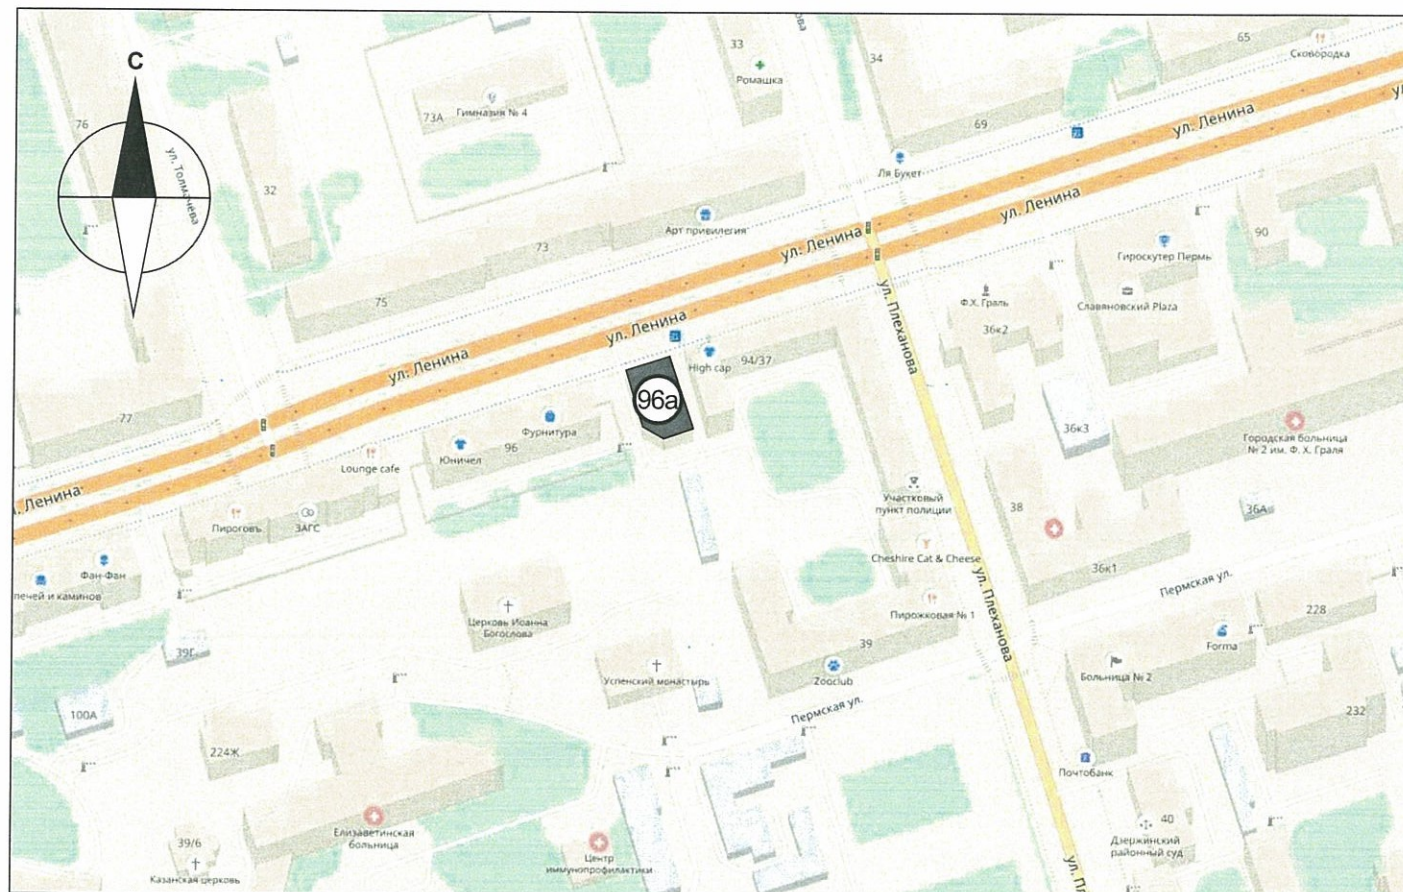 С
33
Ромашка
34
65
Сковородка
76
ул. Толмачёва
32
73А
Гимназия № 4
69
ул. Ленина
Ля Букет
Арт привилегия
73
75
ул. Ленина
ул. Ленина
90
Гироскутер Пермь
Ф.Х. Граль
Славяновский Plaza
36к2
ул. Плеханова
ул. Ленина
ул. Ленина
High cap
94/37
96а
77
Фурнитура
Юничел
96
Lounge cafe
36к3
Городская больница
№ 2 им. Ф. Х. Граля
Ленина
Пироговъ
ЗАГС
Участковый
пункт полиции
38
36А
Cheshire Cat & Cheese
36к1
Фан-Фан
печей и каминов
Пермская ул.
ул. Плеханова
Пирожковая № 1
228
Церковь Иоанна
Богослова
39
Forma
39Г
Успенский монастырь
Zooclub
Больница № 2
100А
Пермская ул.
232
224Ж
Почтобанк
Елизаветинская
больница
39/6
Казанская церковь
Центр
иммунопрофилактики
40
Дзержинский
районный суд
ул.